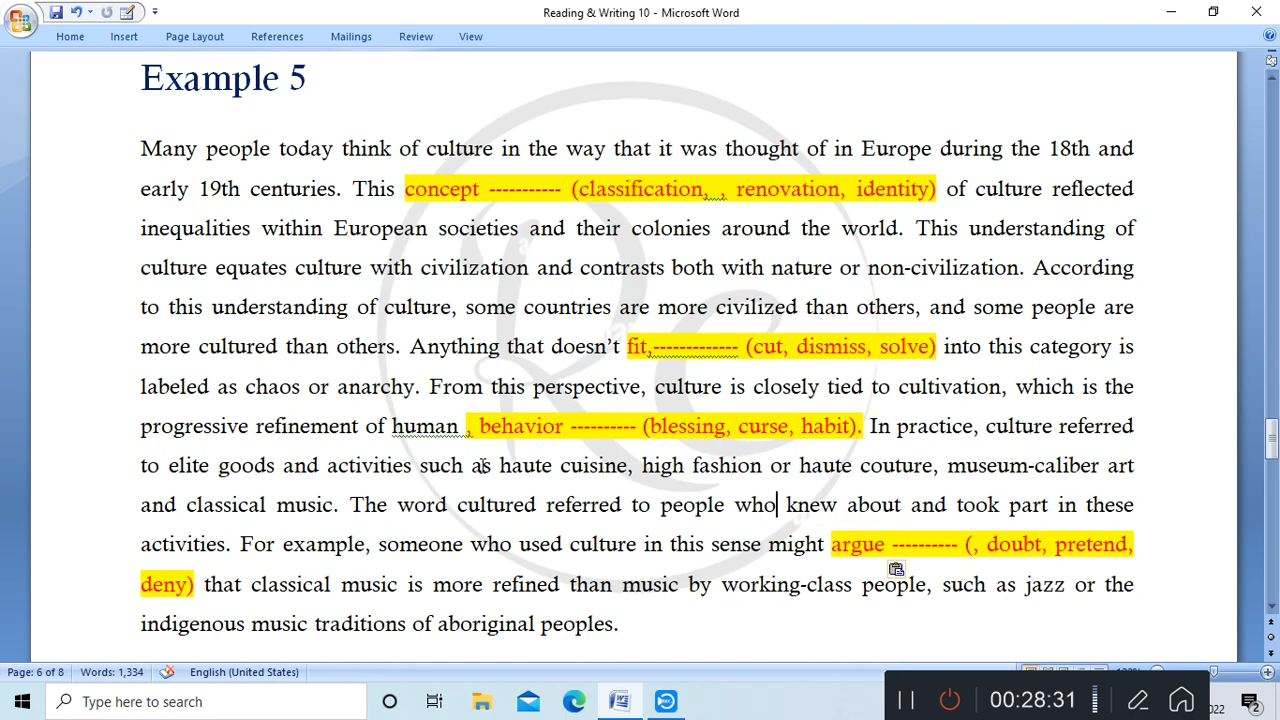 Reading & Writing 10 - Microsoft Word
Home Insert Page Layout References Mailings Review View
Example 5
Many people today think of culture in the way that it was thought of in Europe during the 18th and
early 19th centuries. This concept ----------- (classification, , renovation, identity) of culture reflected
inequalities within European societies and their colonies around the world. This understanding of
culture equates culture with civilization and contrasts both with nature or non-civilization. According
to this understanding of culture, some countries are more civilized than others, and some people are
more cultured than others. Anything that doesn’t fit,------------- (cut, dismiss, solve) into this category is
labeled as chaos or anarchy. From this perspective, culture is closely tied to cultivation, which is the
progressive refinement of human , behavior ---------- (blessing, curse, habit). In practice, culture referred
to elite goods and activities such as haute cuisine, high fashion or haute couture, museum-caliber art
and classical music. The word cultured referred to people who knew about and took part in these
activities. For example, someone who used culture in this sense might argue ---------- (, doubt, pretend,
deny) that classical music is more refined than music by working-class people, such as jazz or the
indigenous music traditions of aboriginal peoples.
Page: 6 of 8 Words: 1,334 English (United States)
Type here to search 00:28:31 2022 2